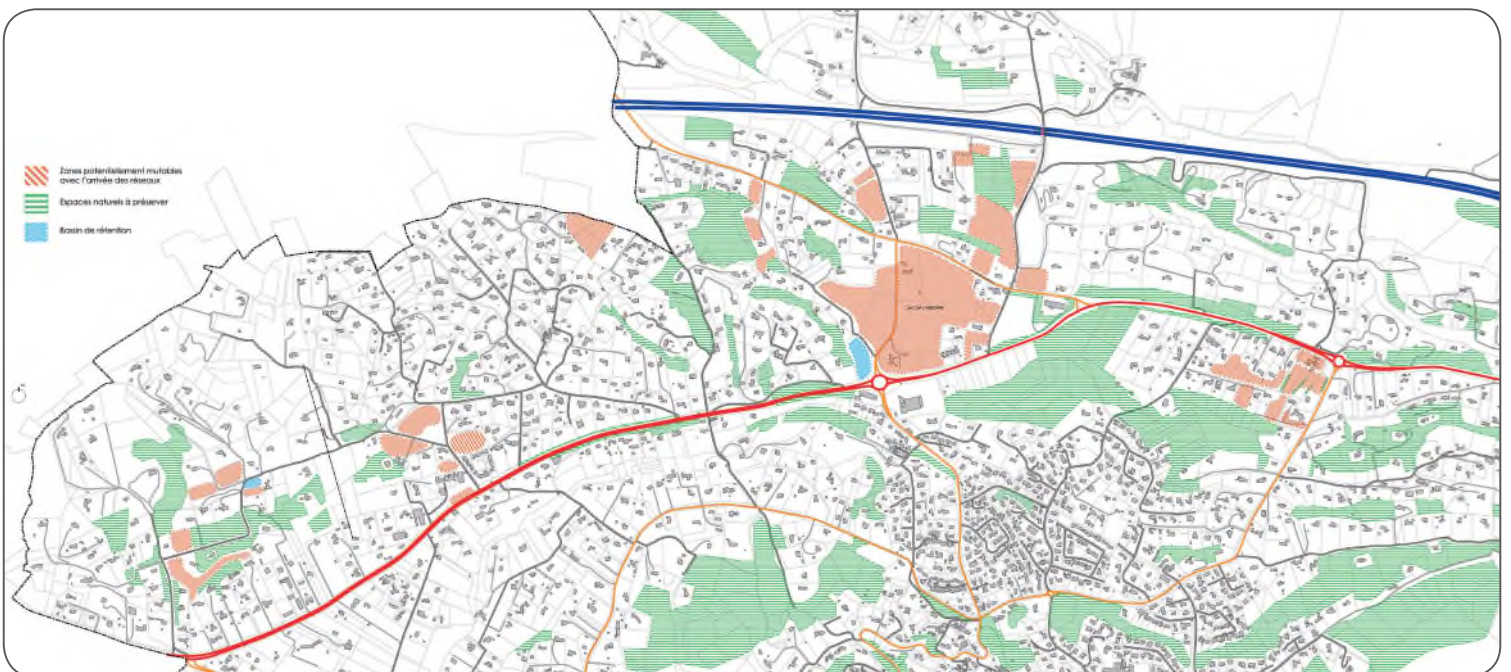 Zones potentiellement mutables
avec l'arrivée des réseaux
Espaces naturels à préserver
Bassin de rétention